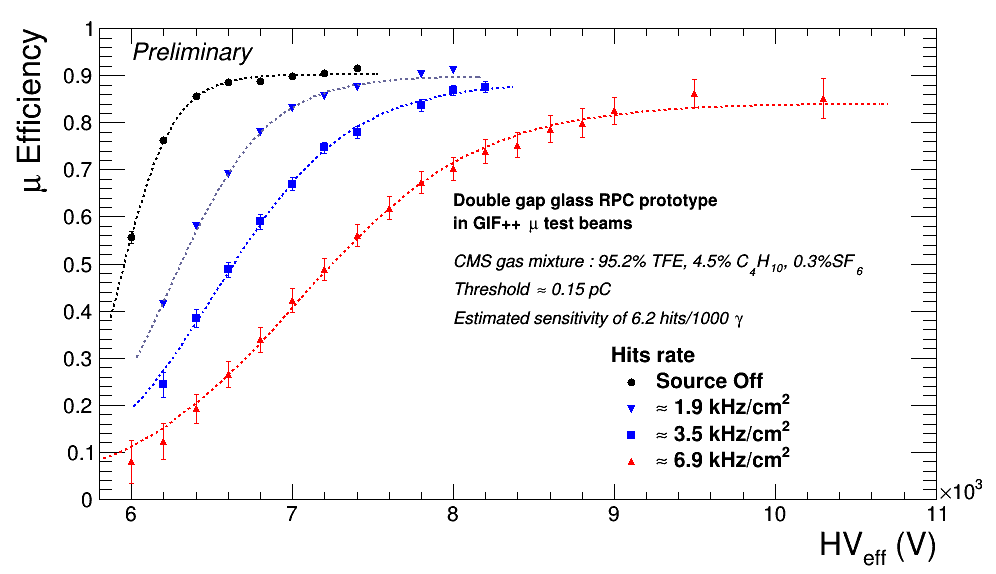 μ Efficiency
1
0.9
0.8
0.7
0.6
0.5
0.4
0.3
0.2
0.1
0
Preliminary
Double gap glass RPC prototype
in GIF++ μ test beams
CMS gas mixture : 95.2% TFE, 4.5% C₄H₁₀, 0.3%SF₆
Threshold ≈ 0.15 pC
Estimated sensitivity of 6.2 hits/1000 γ
Hits rate
Source Off
≈ 1.9 kHz/cm²
≈ 3.5 kHz/cm²
≈ 6.9 kHz/cm²
6 7 8 9 10 11
×10³
HV_eff (V)